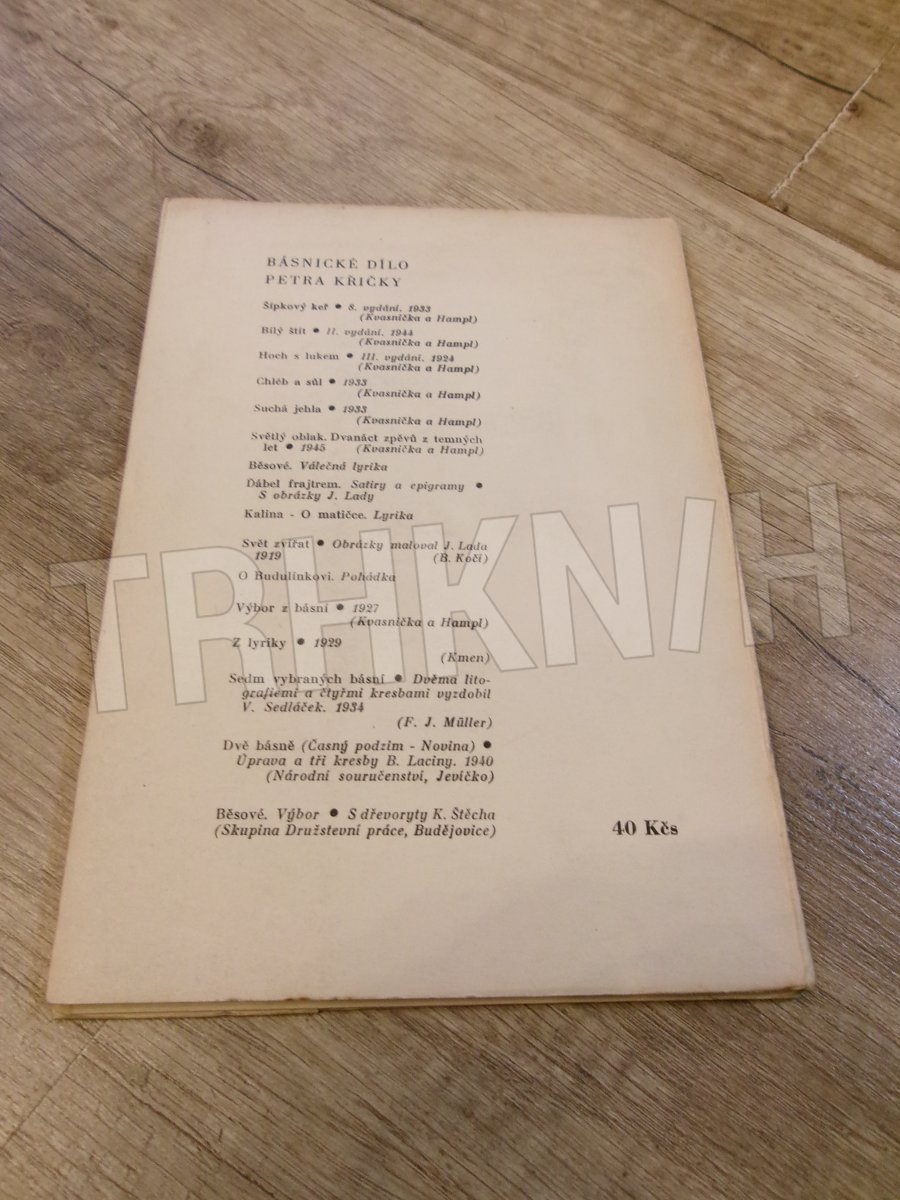 BÁSNICKÉ DÍLO
PETRA KŘIČKY
Šípkový keř • 8. vydání. 1933
(Kvasnička a Hampl)
Bílý štít • II. vydání. 1944
(Kvasnička a Hampl)
Hoch s lukem • III. vydání. 1924
(Kvasnička a Hampl)
Chléb a sůl • 1933
(Kvasnička a Hampl)
Suchá jehla • 1933
(Kvasnička a Hampl)
Světlý oblak. Dvanáct zpěvů z temných
let • 1945 (Kvasnička a Hampl)
Běsové. Válečná lyrika
Ďábel frajtrem. Satiry a epigramy •
S obrázky J. Lady
Kalina - O matičce. Lyrika
Svět zvířat • Obrázky maloval J. Lada
1919 (B. Kočí)
O Budulínkovi. Pohádka
Výbor z básní • 1927
(Kvasnička a Hampl)
Z lyriky • 1929
(Kmen)
Sedm vybraných básní • Dvěma lito-
grafiemi a čtyřmi kresbami vyzdobil
V. Sedláček. 1934
(F. J. Müller)
Dvě básně (Časný podzim - Novina) •
Úprava a tři kresby B. Laciny. 1940
(Národní souručenství, Jevíčko)
Běsové. Výbor • S dřevoryty K. Štěcha
(Skupina Družstevní práce, Budějovice)
40 Kčs
TRHKNIH